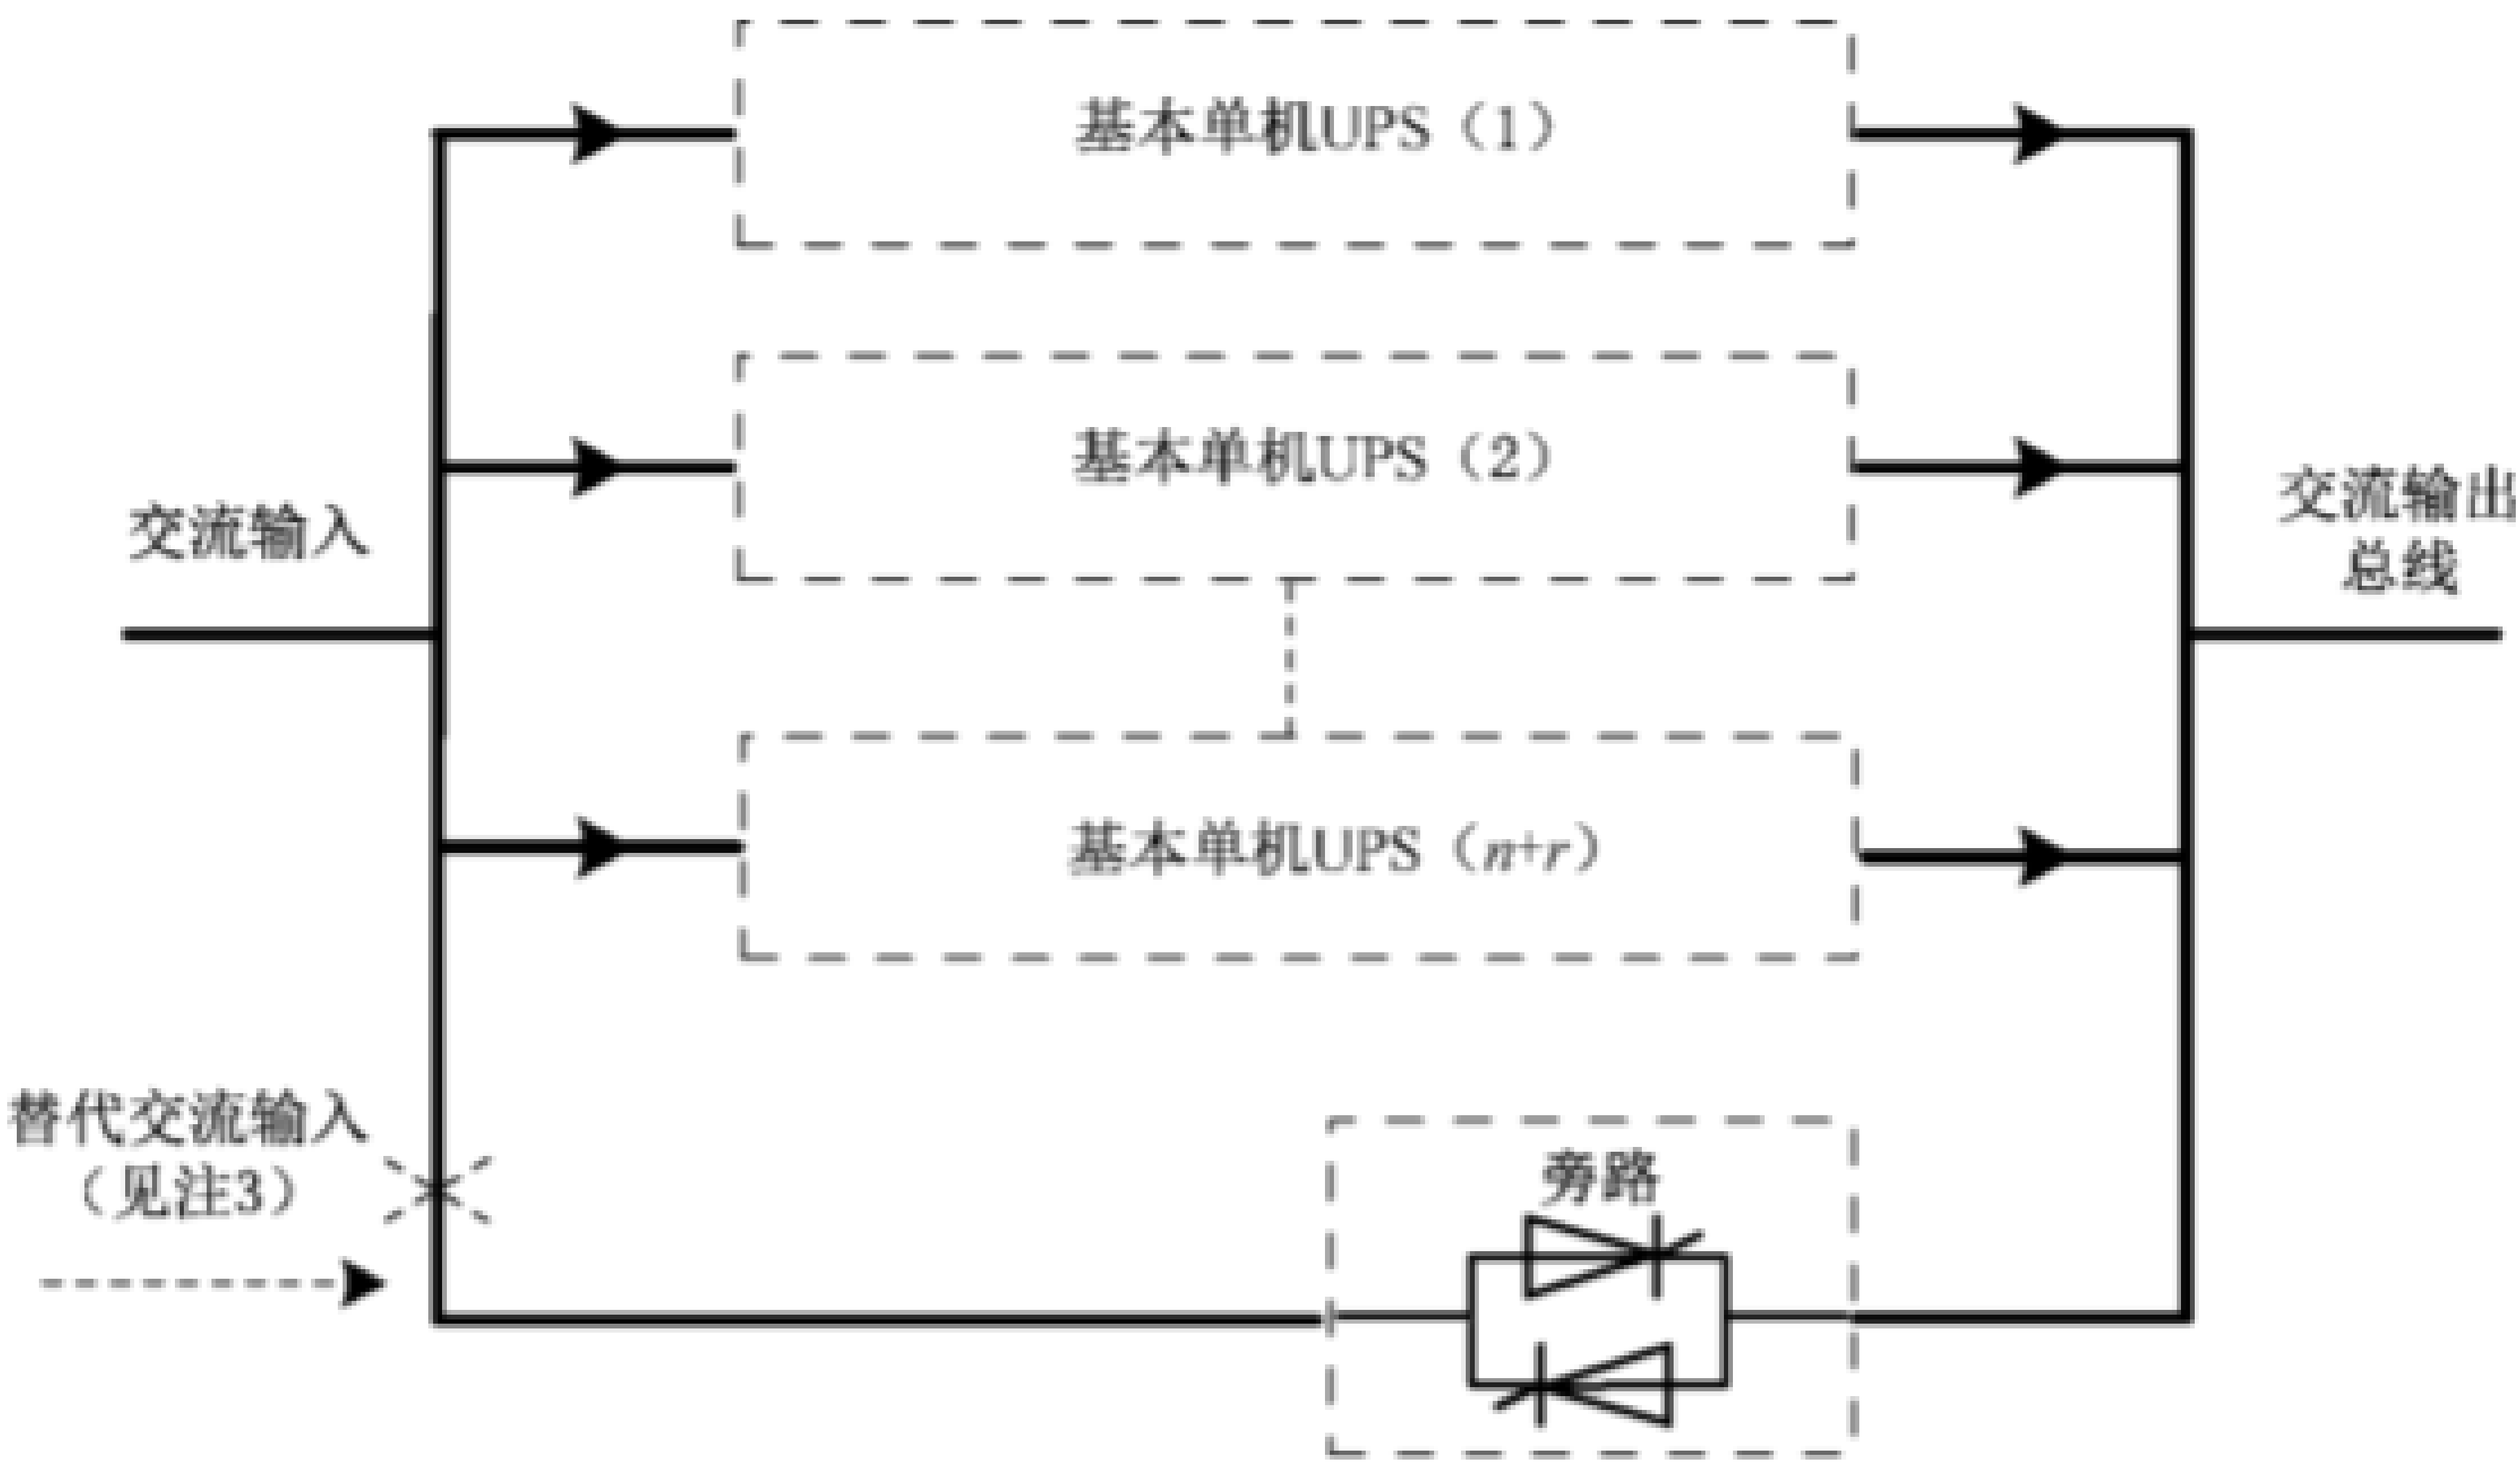 基本单机UPS（1）
基本单机UPS（2）
交流输入
交流输出
总线
基本单机UPS（n+r）
替代交流输入
（见注3）
旁路